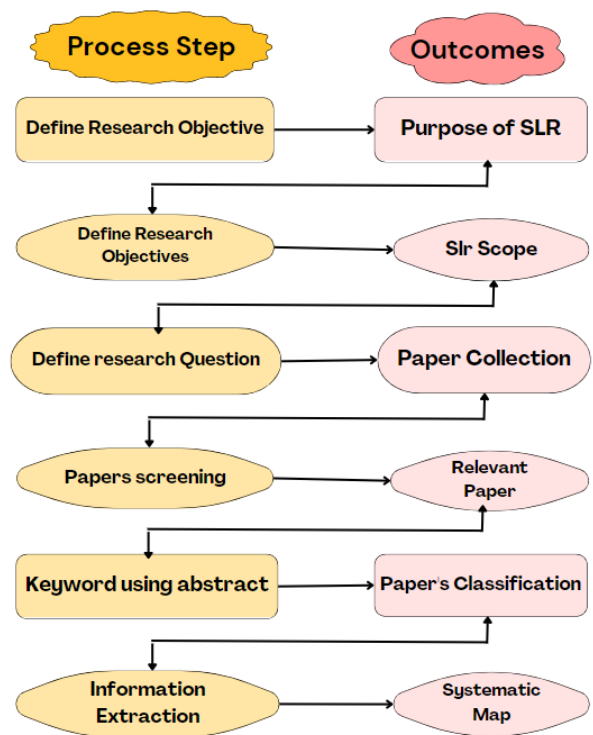 Process Step
Outcomes
Define Research Objective
Purpose of SLR
Define Research
Objectives
Slr Scope
Define research Question
Paper Collection
Papers screening
Relevant
Paper
Keyword using abstract
Paper's Classification
Information
Extraction
Systematic
Map